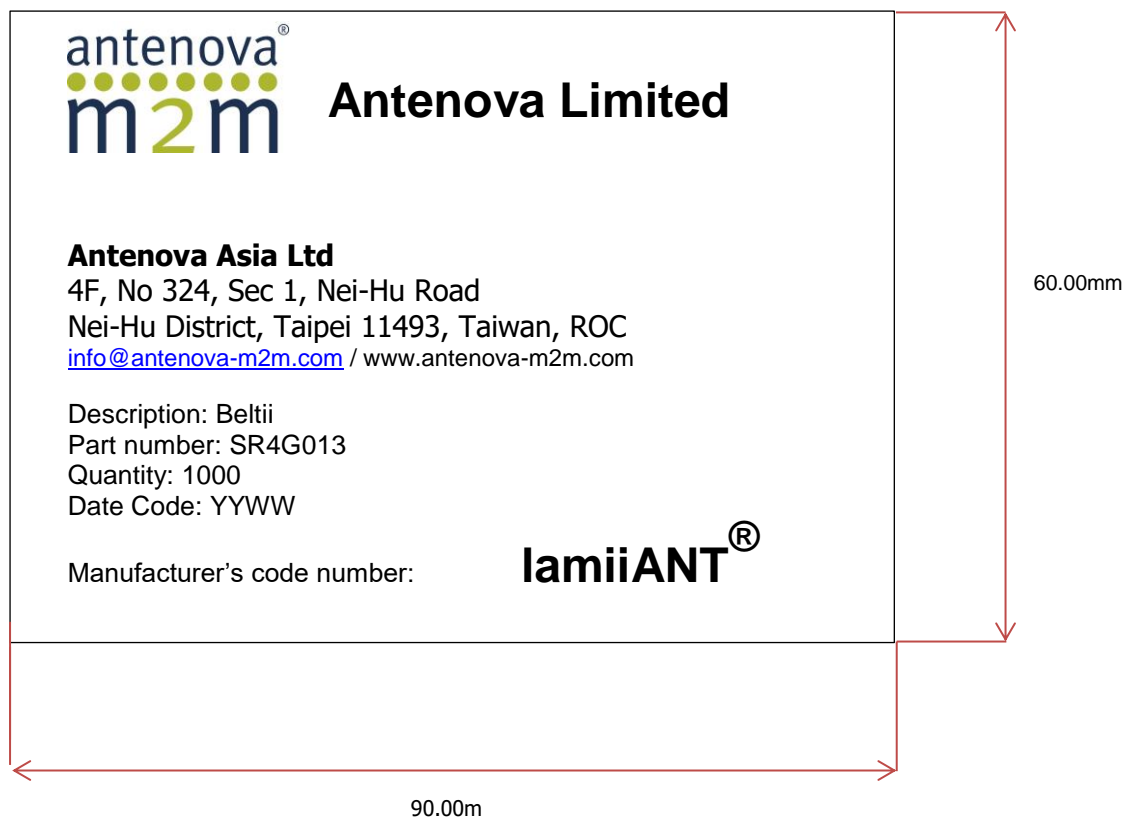 antenova®
m2m
Antenova Limited
Antenova Asia Ltd
4F, No 324, Sec 1, Nei-Hu Road
Nei-Hu District, Taipei 11493, Taiwan, ROC
info@antenova-m2m.com / www.antenova-m2m.com
Description: Beltii
Part number: SR4G013
Quantity: 1000
Date Code: YYWW
Manufacturer’s code number:
lamiiANT®
60.00mm
90.00m